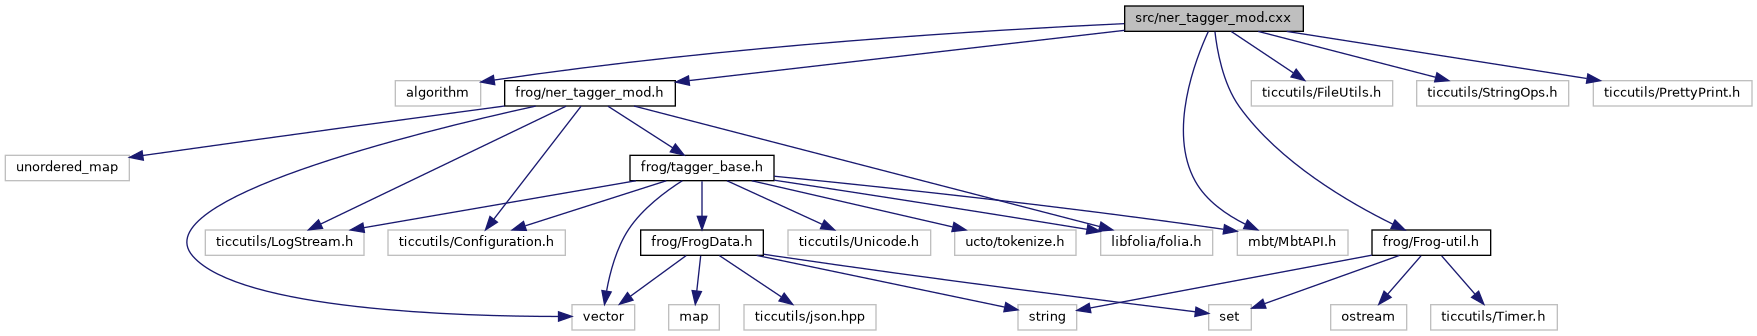 src/ner_tagger_mod.cxx
algorithm
frog/ner_tagger_mod.h
ticcutils/FileUtils.h
ticcutils/StringOps.h
ticcutils/PrettyPrint.h
unordered_map
frog/tagger_base.h
ticcutils/LogStream.h
ticcutils/Configuration.h
frog/FrogData.h
ticcutils/Unicode.h
ucto/tokenize.h
libfolia/folia.h
mbt/MbtAPI.h
frog/Frog-util.h
vector
map
ticcutils/json.hpp
string
set
ostream
ticcutils/Timer.h